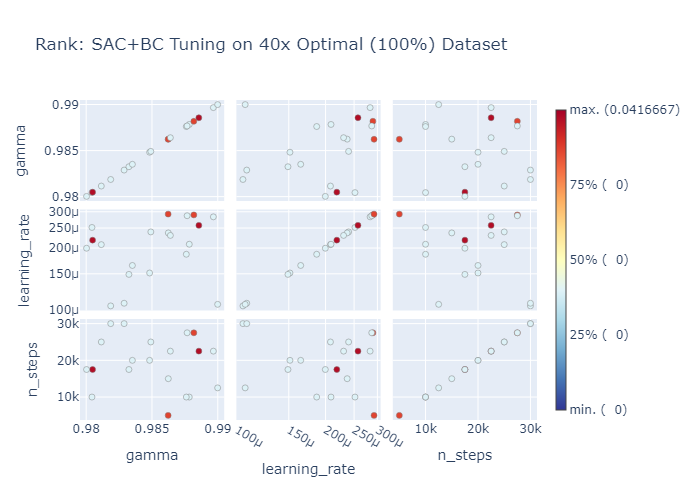 Rank: SAC+BC Tuning on 40x Optimal (100%) Dataset
gamma
0.99
0.985
0.98
learning_rate
300μ
250μ
200μ
150μ
100μ
n_steps
30k
20k
10k
0.98
0.985
0.99
gamma
100μ
150μ
200μ
250μ
300μ
learning_rate
10k
20k
30k
n_steps
max. (0.0416667)
75% (  0)
50% (  0)
25% (  0)
min. (  0)